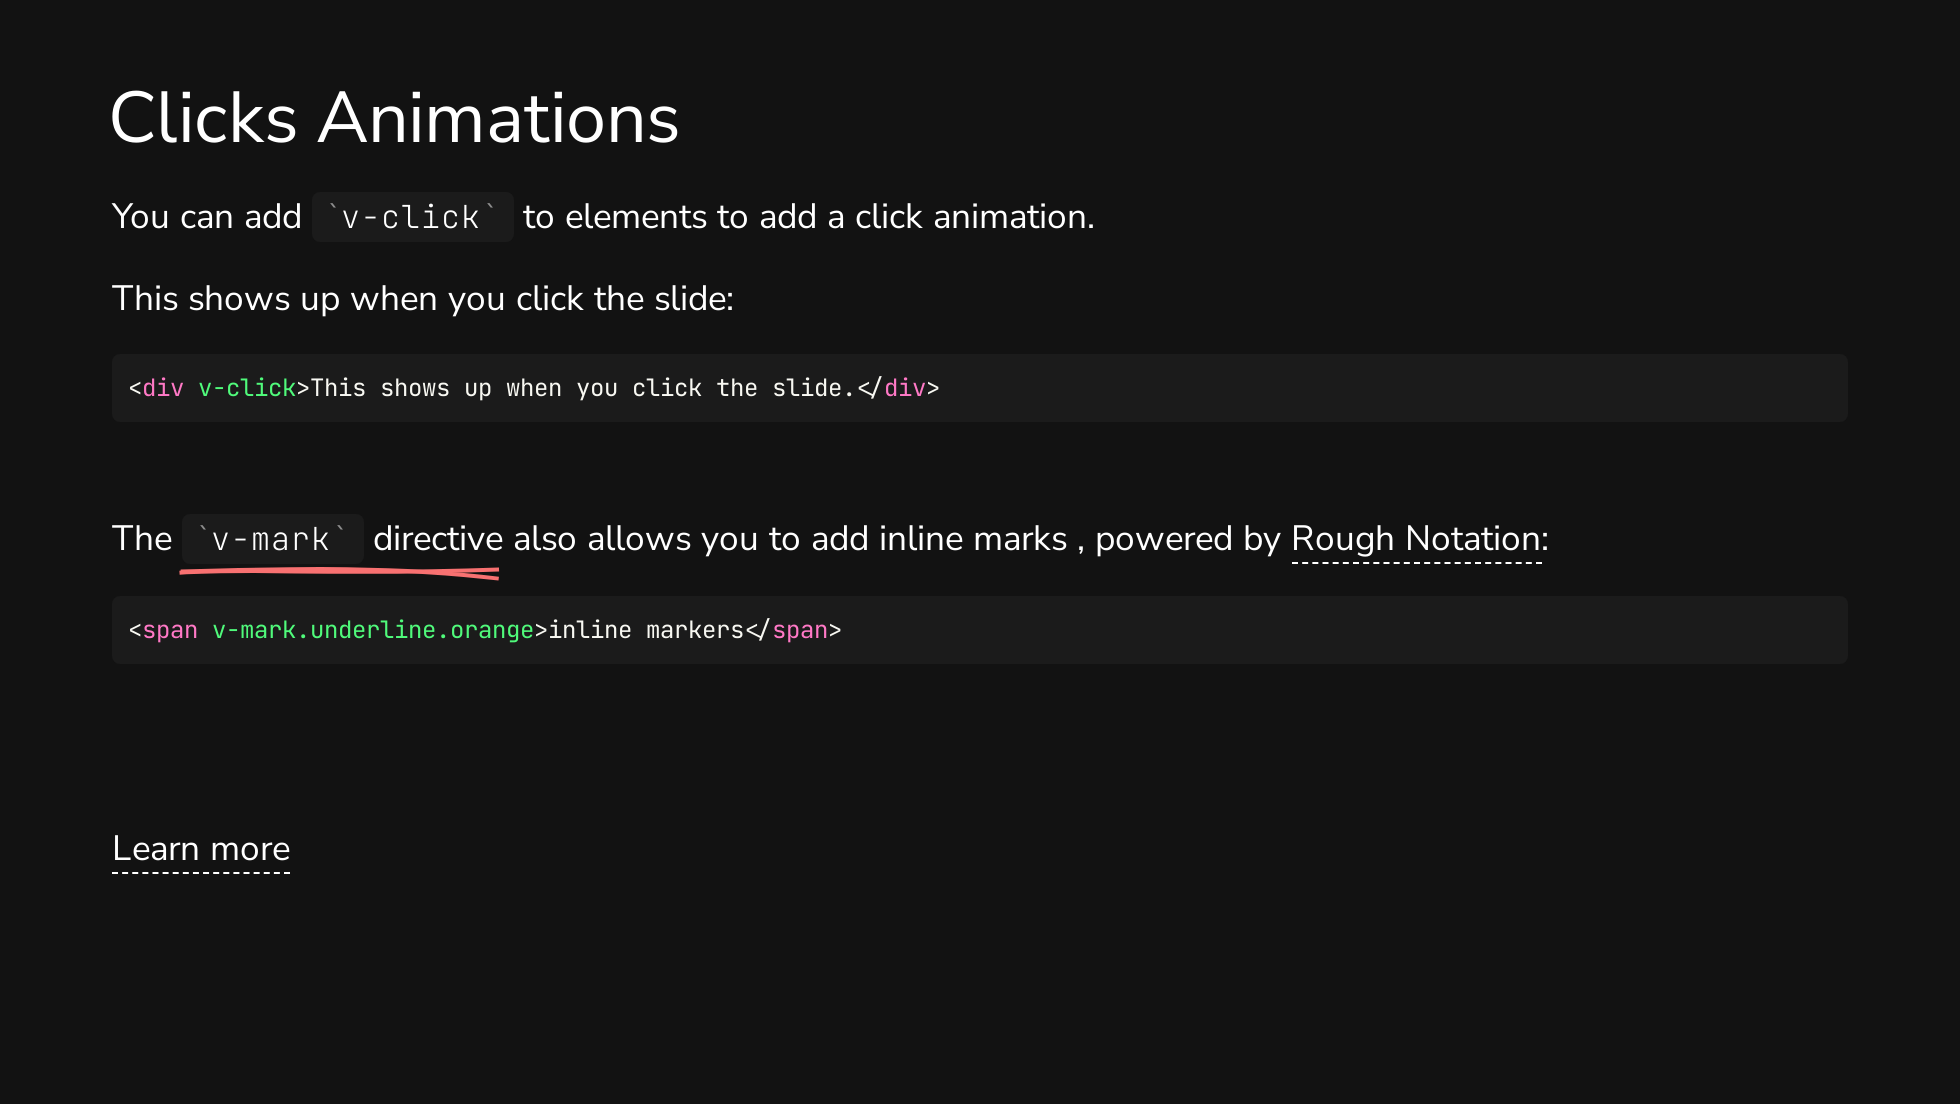 Clicks Animations
You can add `v-click` to elements to add a click animation.
This shows up when you click the slide:
<div v-click>This shows up when you click the slide.</div>
The `v-mark` directive also allows you to add inline marks , powered by Rough Notation:
<span v-mark.underline.orange>inline markers</span>
Learn more